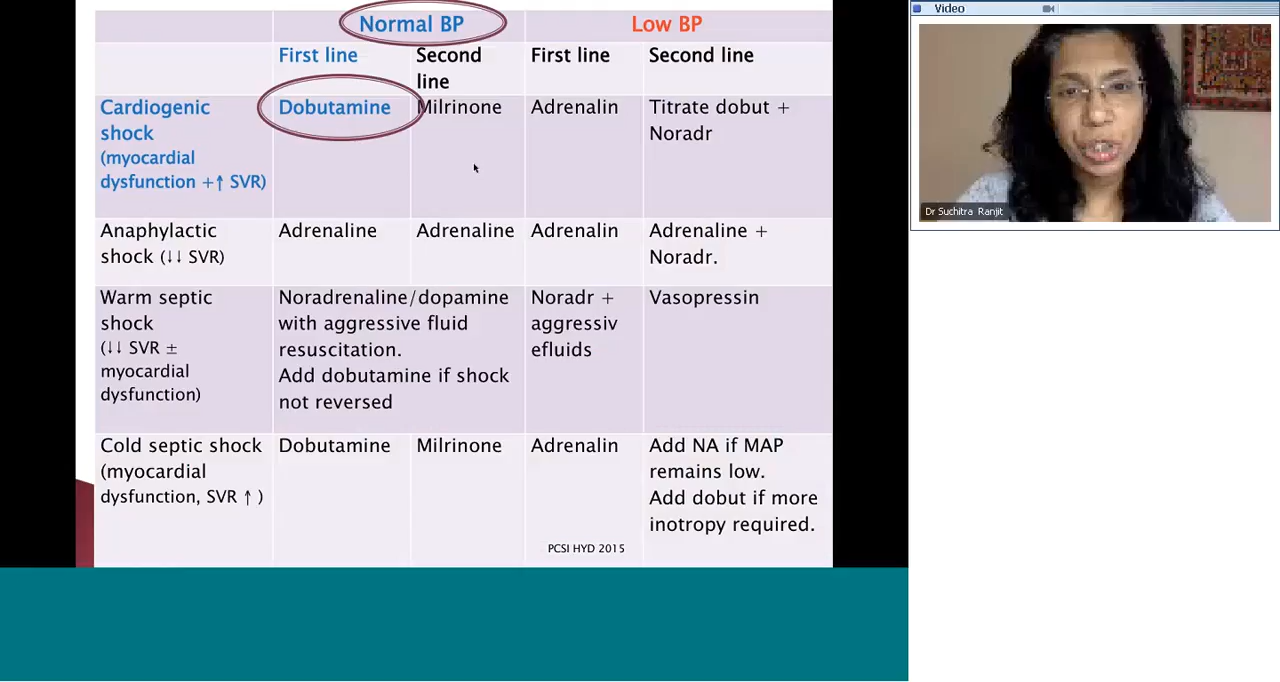 Normal BP
Low BP
First line
Second
line
First line
Second line
Cardiogenic
shock
(myocardial
dysfunction +↑ SVR)
Dobutamine
Milrinone
Adrenalin
Titrate dobut +
Noradr
Anaphylactic
shock (↓↓ SVR)
Adrenaline
Adrenaline
Adrenalin
Adrenaline +
Noradr.
Warm septic
shock
(↓↓ SVR ±
myocardial
dysfunction)
Noradrenaline/dopamine
with aggressive fluid
resuscitation.
Add dobutamine if shock
not reversed
Noradr +
aggressiv
efluids
Vasopressin
Cold septic shock
(myocardial
dysfunction, SVR ↑ )
Dobutamine
Milrinone
Adrenalin
Add NA if MAP
remains low.
Add dobut if more
inotropy required.
PCSI HYD 2015
Video
Dr Suchitra Ranjit